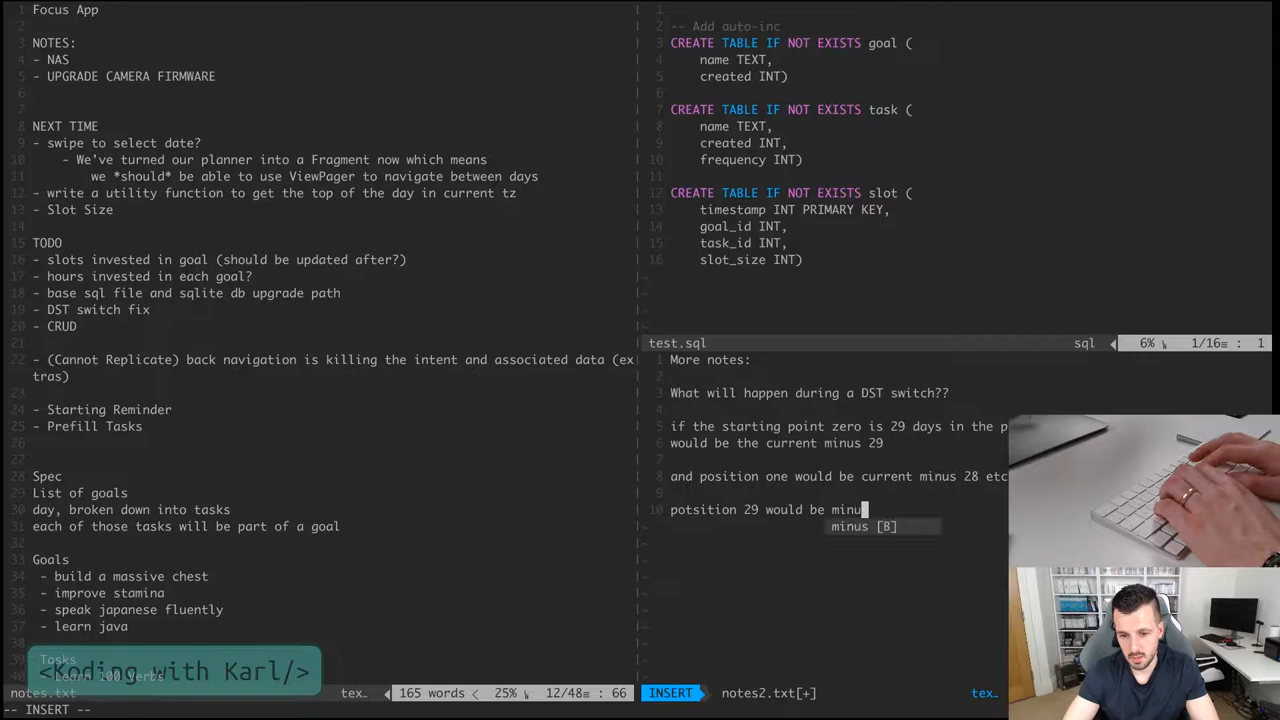 1 Focus App
2
3 NOTES:
4 - NAS
5 - UPGRADE CAMERA FIRMWARE
6
7
8 NEXT TIME
9 - swipe to select date?
10 - We've turned our planner into a Fragment now which means
11 we *should* be able to use ViewPager to navigate between days
12 - write a utility function to get the top of the day in current tz
13 - Slot Size
14
15 TODO
16 - slots invested in goal (should be updated after?)
17 - hours invested in each goal?
18 - base sql file and sqlite db upgrade path
19 - DST switch fix
20 - CRUD
21
22 - (Cannot Replicate) back navigation is killing the intent and associated data (ex
tras)
23
24 - Starting Reminder
25 - Prefill Tasks
26
27
28 Spec
29 List of goals
30 day, broken down into tasks
31 each of those tasks will be part of a goal
32
33 Goals
34 - build a massive chest
35 - improve stamina
36 - speak japanese fluently
37 - learn java
38
39 Tasks
40 - Learn 100 verbs
<Koding with Karl/>
notes.txt tex… 165 words < 25% 12/48≡ : 66
-- INSERT --
1
2 -- Add auto-inc
3 CREATE TABLE IF NOT EXISTS goal (
4 name TEXT,
5 created INT)
6
7 CREATE TABLE IF NOT EXISTS task (
8 name TEXT,
9 created INT,
10 frequency INT)
11
12 CREATE TABLE IF NOT EXISTS slot (
13 timestamp INT PRIMARY KEY,
14 goal_id INT,
15 task_id INT,
16 slot_size INT)
test.sql sql 6% 1/16≡ : 1
1 More notes:
2
3 What will happen during a DST switch??
4
5 if the starting point zero is 29 days in the p
6 would be the current minus 29
7
8 and position one would be current minus 28 etc
9
10 potsition 29 would be minu
minus [B]
INSERT notes2.txt[+] tex…